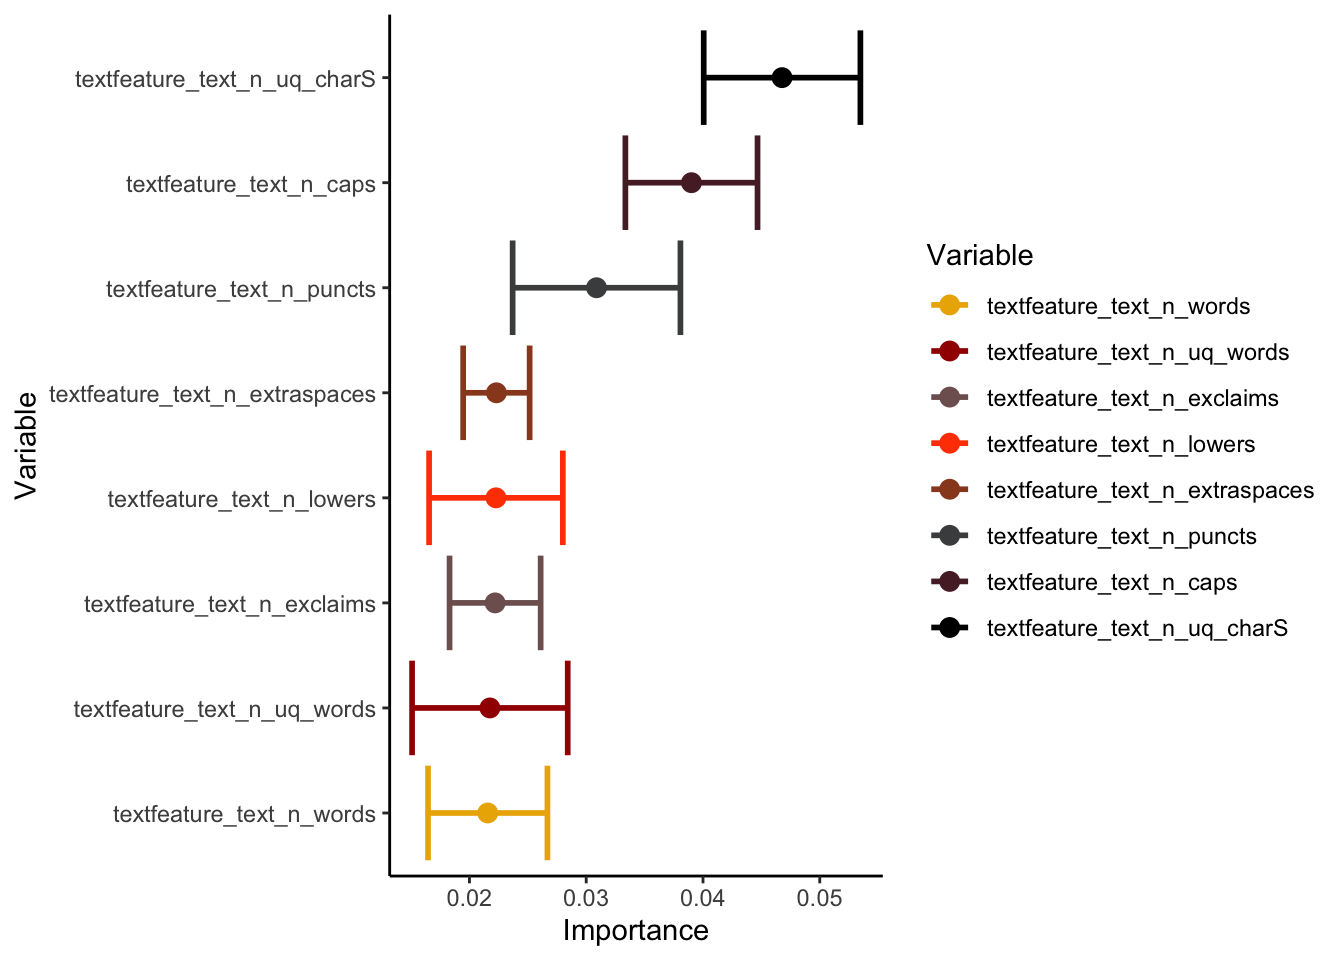 textfeature_text_n_uq_charS
textfeature_text_n_caps
textfeature_text_n_puncts
textfeature_text_n_extraspaces
textfeature_text_n_lowers
textfeature_text_n_exclaims
textfeature_text_n_uq_words
textfeature_text_n_words
Variable
0.02 0.03 0.04 0.05
Importance
Variable
textfeature_text_n_words
textfeature_text_n_uq_words
textfeature_text_n_exclaims
textfeature_text_n_lowers
textfeature_text_n_extraspaces
textfeature_text_n_puncts
textfeature_text_n_caps
textfeature_text_n_uq_charS